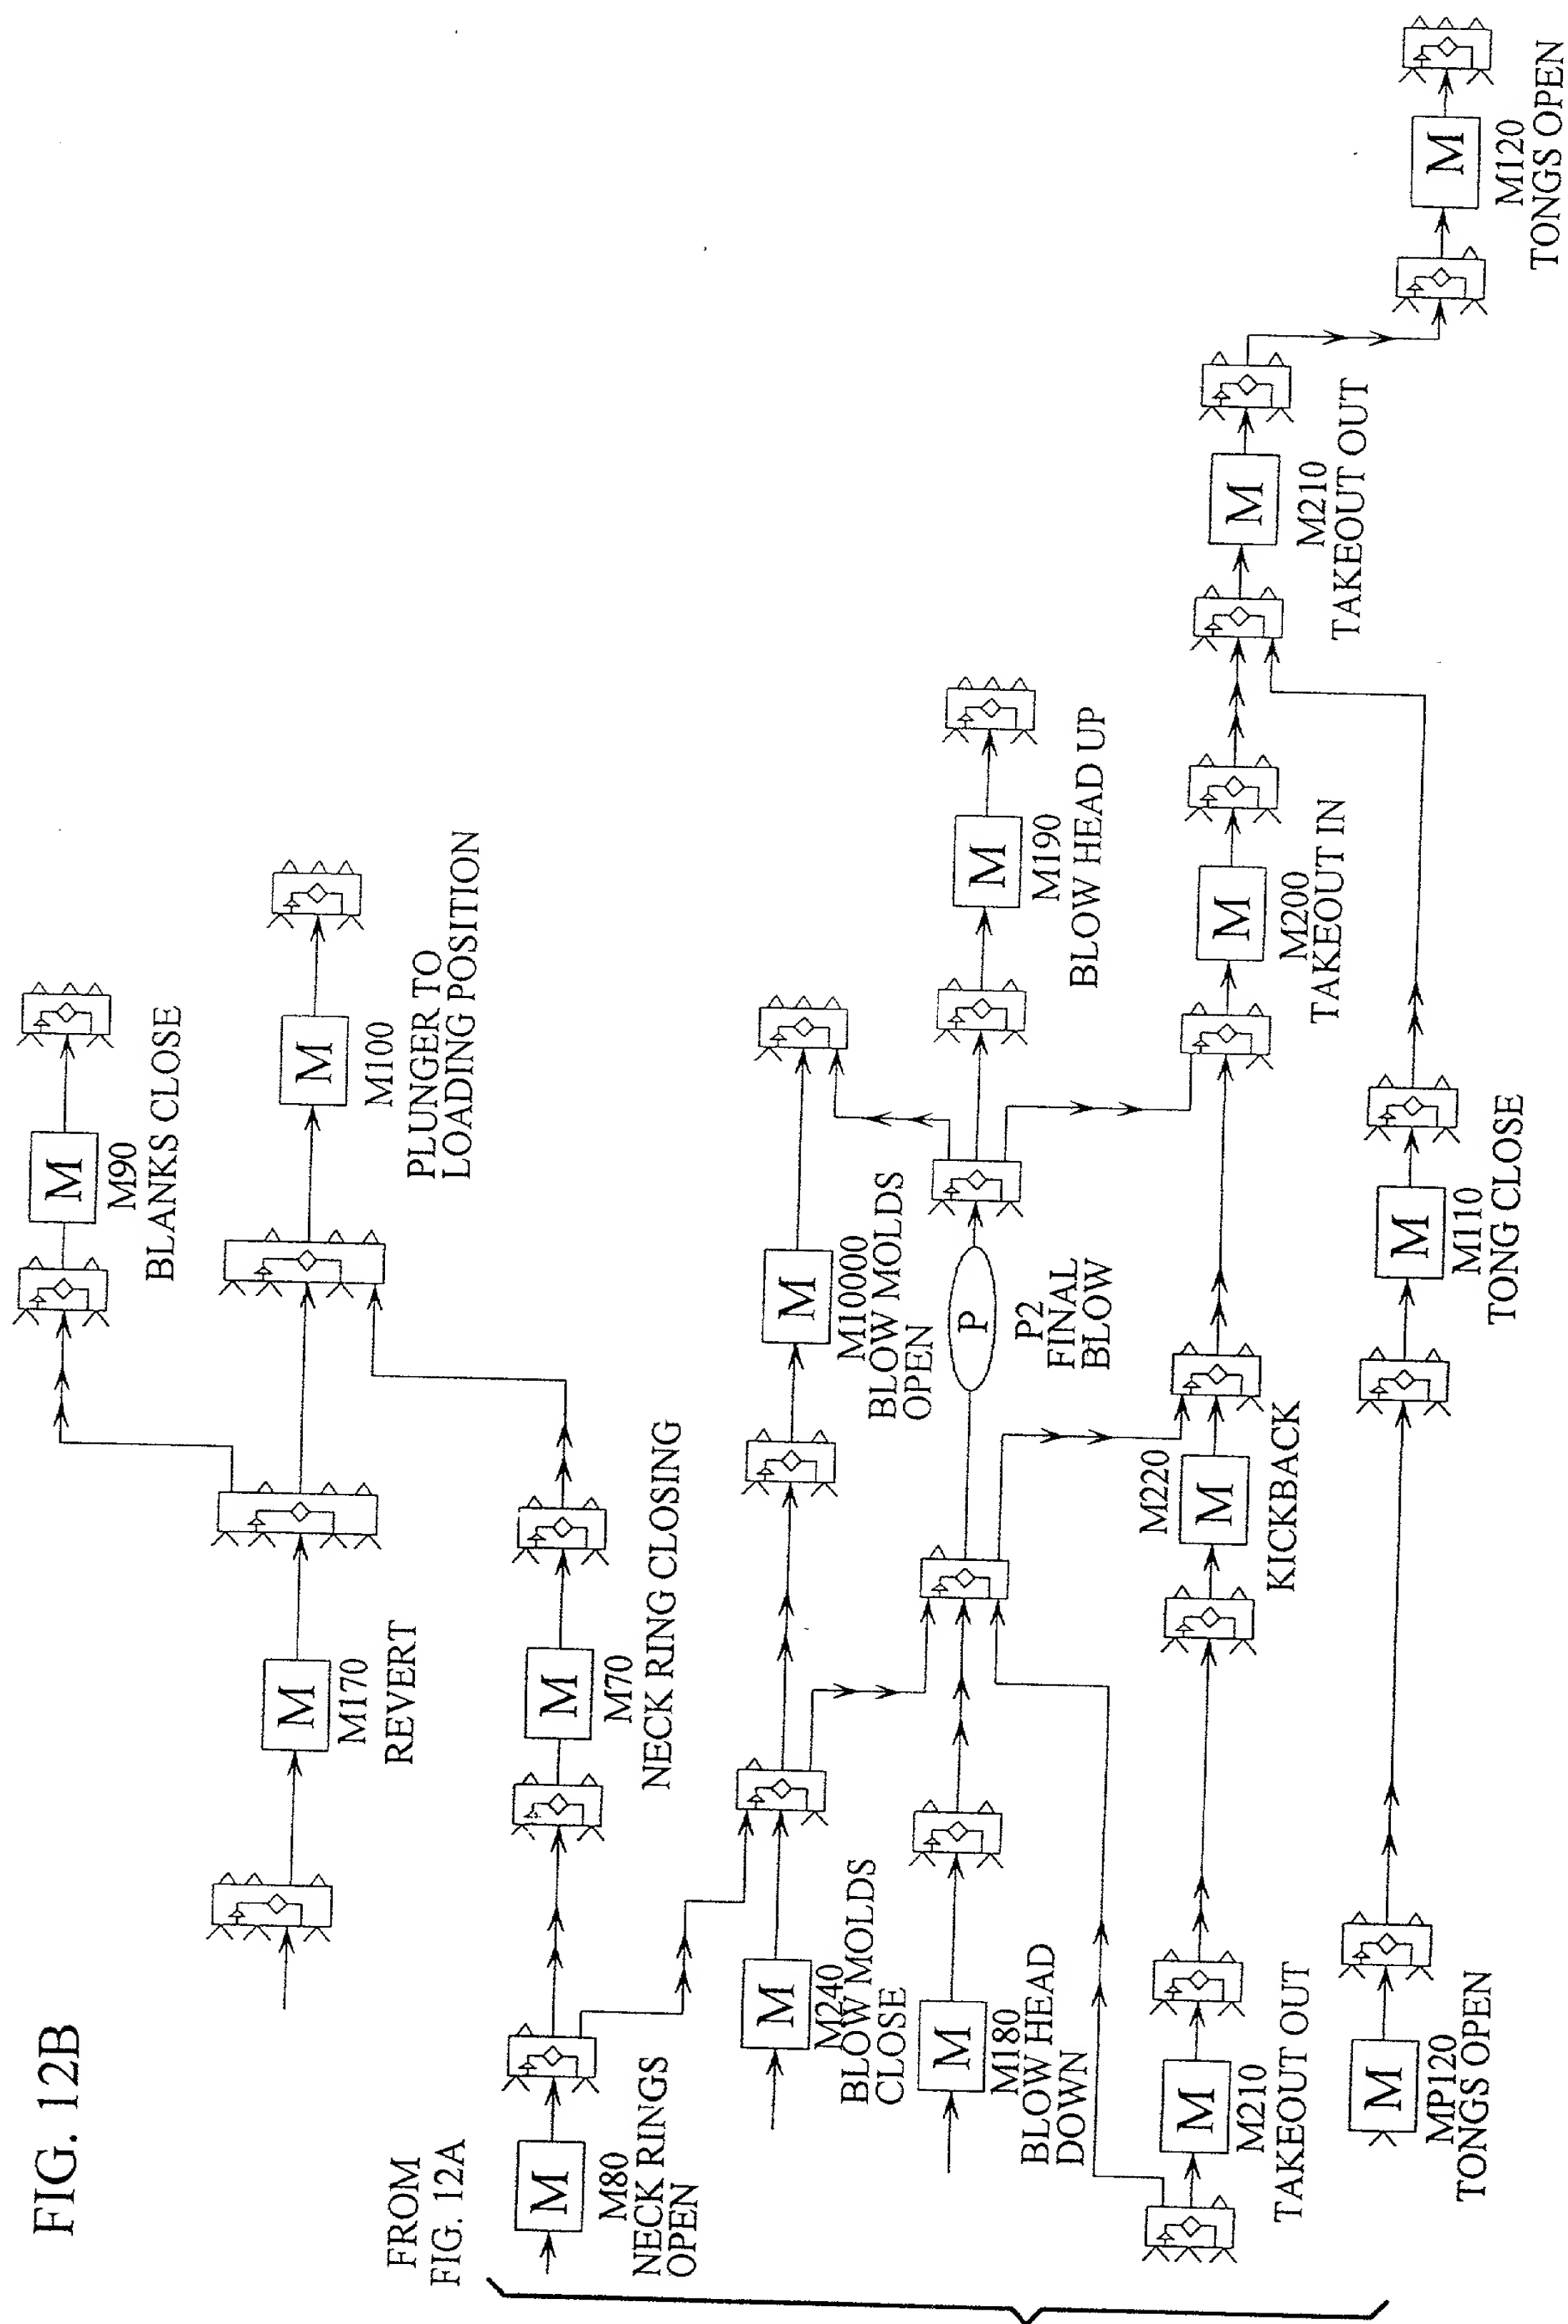 FIG. 12B
FROM
FIG. 12A
M
M90
BLANKS CLOSE
M
M170
REVERT
M
M100
PLUNGER TO
LOADING POSITION
M
M80
NECK RINGS
OPEN
M
M70
NECK RING CLOSING
M
M240
BLOW MOLDS
CLOSE
M
M10000
BLOW MOLDS
OPEN
M
M180
BLOW HEAD
DOWN
P
P2
FINAL
BLOW
M
M190
BLOW HEAD UP
M
M210
TAKEOUT OUT
M220
M
KICKBACK
M
M200
TAKEOUT IN
M
M210
TAKEOUT OUT
M
MP120
TONGS OPEN
M
M110
TONG CLOSE
M
M120
TONGS OPEN